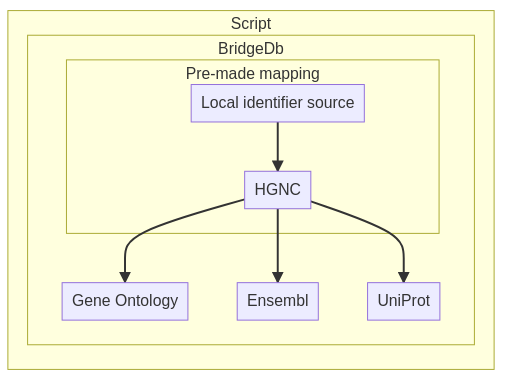 Script
BridgeDb
Pre-made mapping
Local identifier source
HGNC
Gene Ontology
Ensembl
UniProt